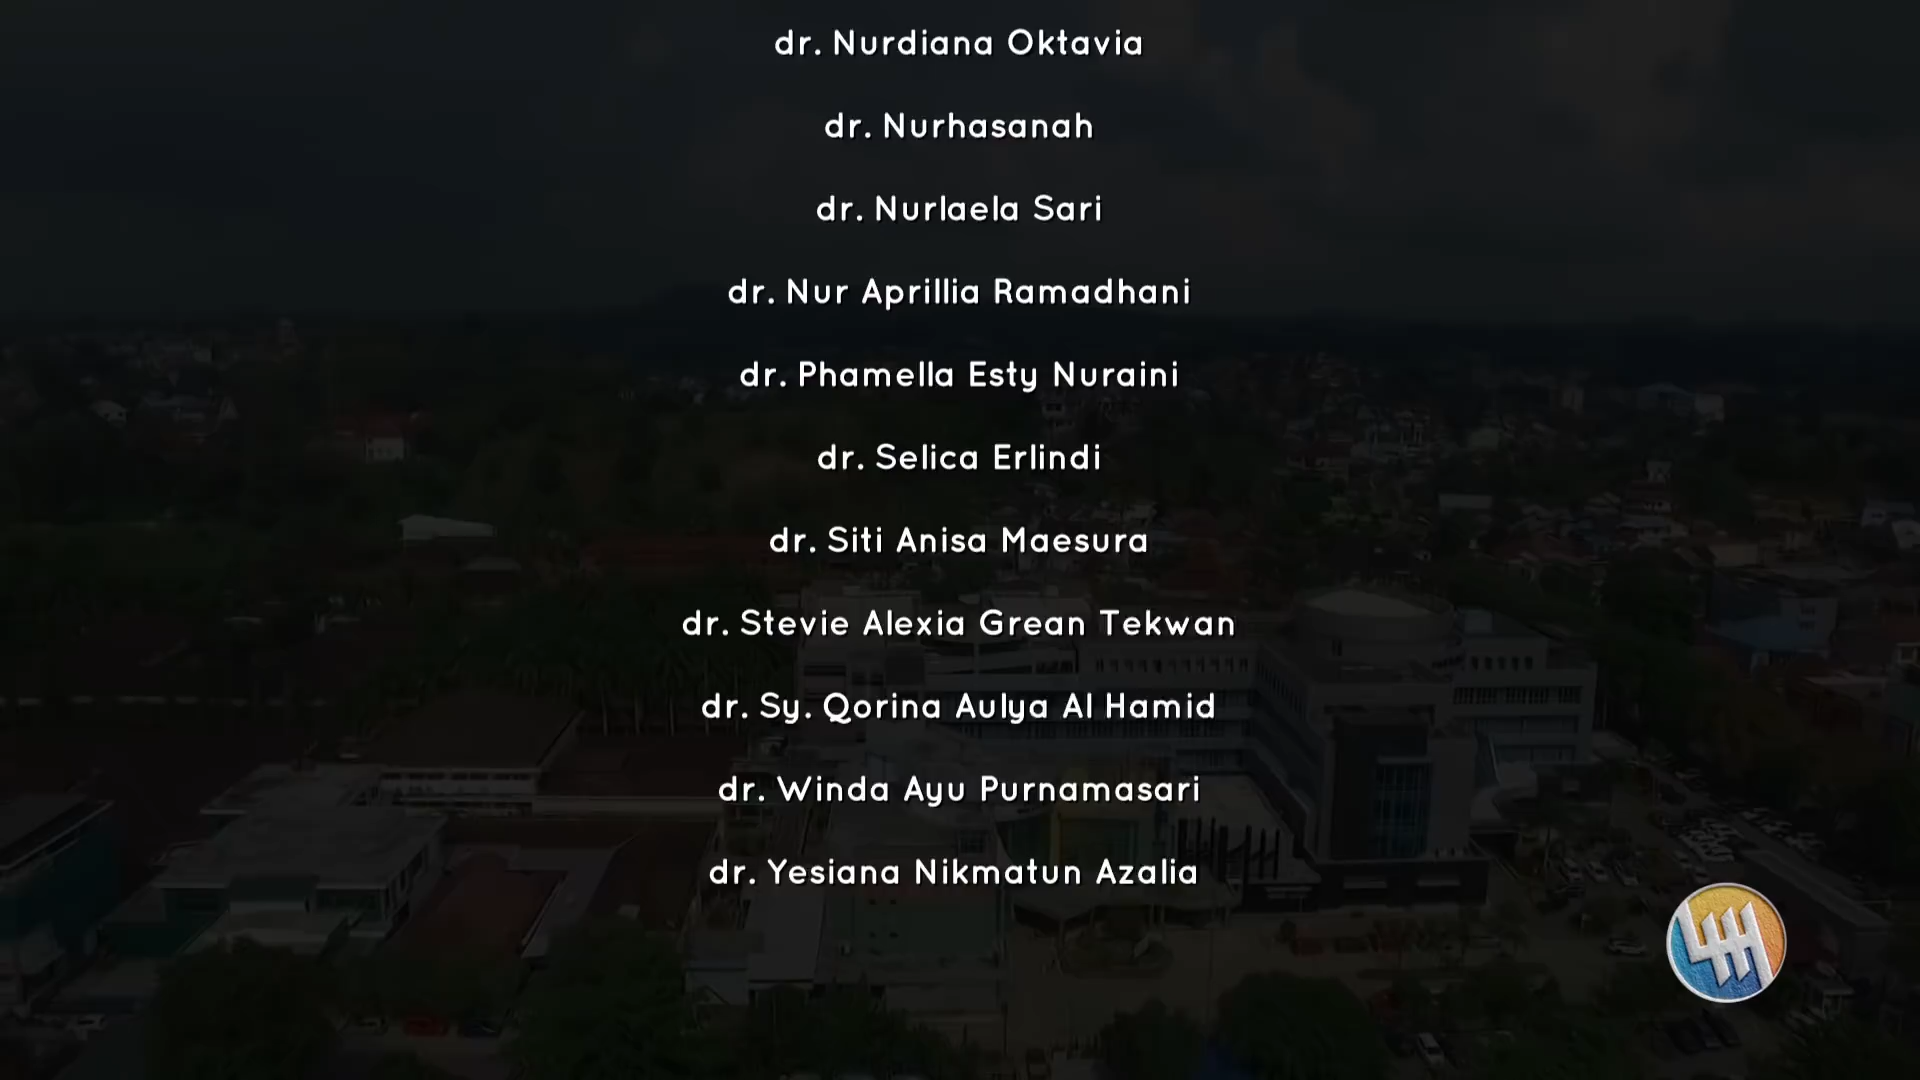 dr. Nurdiana Oktavia
dr. Nurhasanah
dr. Nurlaela Sari
dr. Nur Aprillia Ramadhani
dr. Phamella Esty Nuraini
dr. Selica Erlindi
dr. Siti Anisa Maesura
dr. Stevie Alexia Grean Tekwan
dr. Sy. Qorina Aulya Al Hamid
dr. Winda Ayu Purnamasari
dr. Yesiana Nikmatun Azalia